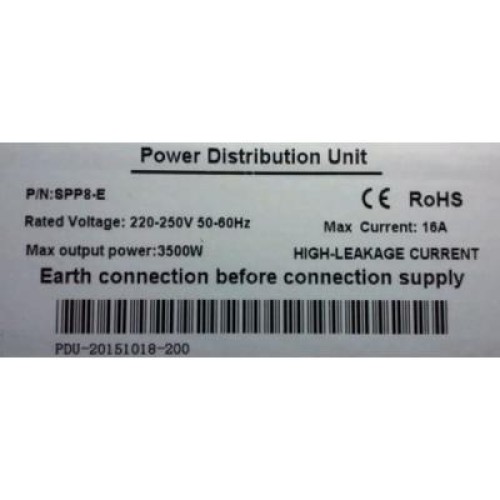 Power Distribution Unit
P/N:SPP8-E
CE RoHS
Rated Voltage: 220-250V 50-60Hz
Max Current: 16A
Max output power:3500W
HIGH-LEAKAGE CURRENT
Earth connection before connection supply
PDU-20151018-200